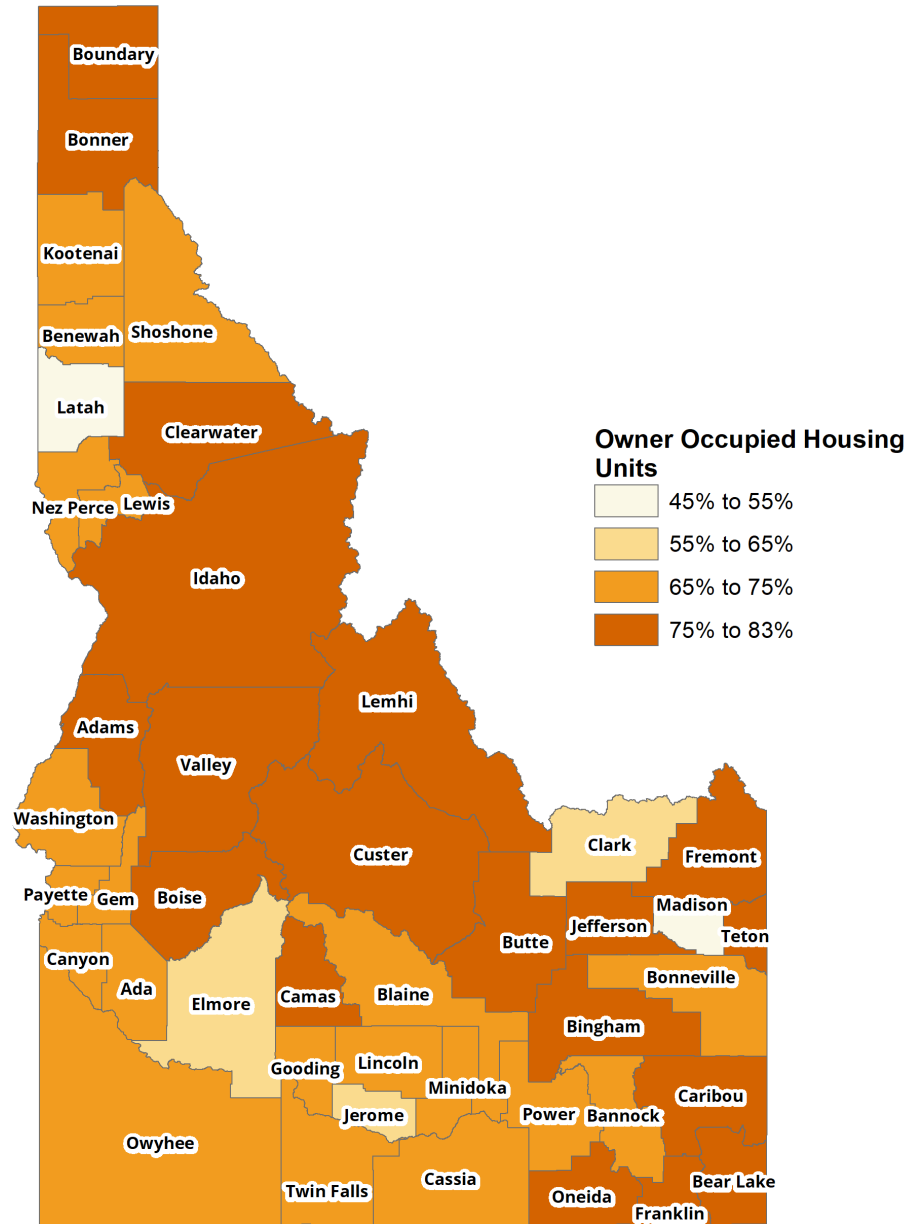 Boundary
Bonner
Kootenai
Benewah
Shoshone
Latah
Clearwater
Owner Occupied Housing
Units
45% to 55%
55% to 65%
65% to 75%
75% to 83%
Nez Perce
Lewis
Idaho
Lemhi
Adams
Valley
Washington
Custer
Clark
Fremont
Payette
Gem
Boise
Madison
Jefferson
Teton
Butte
Canyon
Ada
Elmore
Camas
Blaine
Bonneville
Bingham
Gooding
Lincoln
Minidoka
Jerome
Power
Bannock
Caribou
Owyhee
Twin Falls
Cassia
Oneida
Bear Lake
Franklin